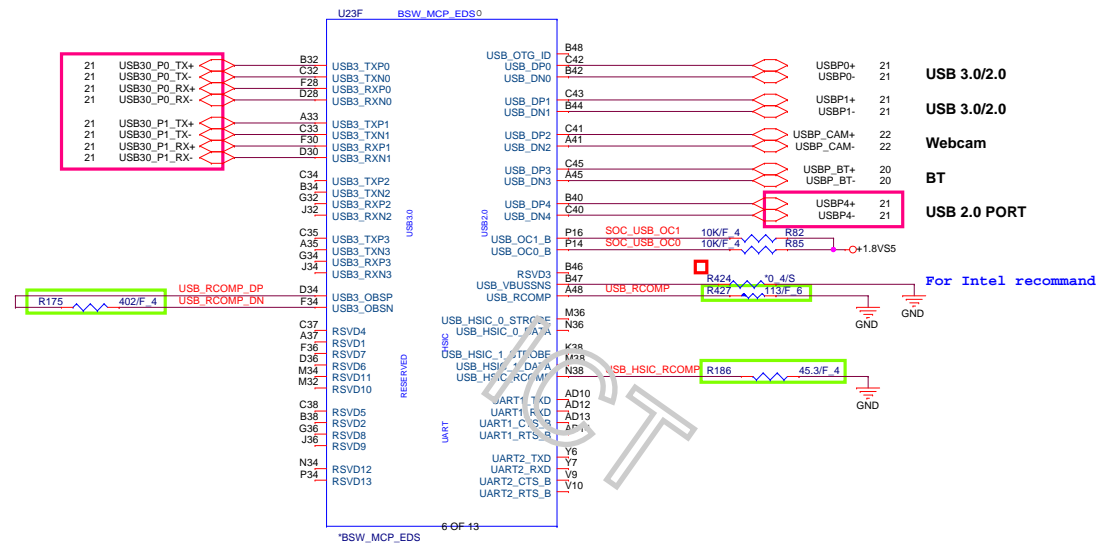 U23F BSW_MCP_EDS0
21 USB30_P0_TX+ B32 USB3_TXP0
21 USB30_P0_TX- C32 USB3_TXN0
21 USB30_P0_RX+ F28 USB3_RXP0
21 USB30_P0_RX- D28 USB3_RXN0
21 USB30_P1_TX+ A33 USB3_TXP1
21 USB30_P1_TX- C33 USB3_TXN1
21 USB30_P1_RX+ F30 USB3_RXP1
21 USB30_P1_RX- D30 USB3_RXN1
C34 USB3_TXP2
B34 USB3_TXN2
G32 USB3_RXP2
J32 USB3_RXN2
C35 USB3_TXP3
A35 USB3_TXN3
G34 USB3_RXP3
J34 USB3_RXN3
USB_RCOMP_DP D34 USB3_OBSP
R175 402/F_4 USB_RCOMP_DN F34 USB3_OBSN
C37 RSVD4
A37 RSVD1
F36 RSVD7
D36 RSVD6
M34 RSVD11
M32 RSVD10
C38 RSVD5
B38 RSVD2
G36 RSVD8
J36 RSVD9
N34 RSVD12
P34 RSVD13
USB3.0
RESERVED
USB2.0
HSIC
UART
USB_OTG_ID B48
USB_DP0 C42 USBP0+ 21
USB_DN0 B42 USBP0- 21
USB 3.0/2.0
USB_DP1 C43 USBP1+ 21
USB_DN1 B44 USBP1- 21
USB 3.0/2.0
USB_DP2 C41 USBP_CAM+ 22
USB_DN2 A41 USBP_CAM- 22
Webcam
USB_DP3 C45 USBP_BT+ 20
USB_DN3 A45 USBP_BT- 20
BT
USB_DP4 B40 USBP4+ 21
USB_DN4 C40 USBP4- 21
USB 2.0 PORT
USB_OC1_B P16 SOC_USB_OC1 10K/F_4 R82
USB_OC0_B P14 SOC_USB_OC0 10K/F_4 R85
+1.8VS5
RSVD3 B46
USB_VBUSSNS B47 R424 *0_4/S
USB_RCOMP A48 USB_RCOMP R427 113/F_6
For Intel recommand
GND
GND
USB_HSIC_0_STROBE M36
USB_HSIC_0_DATA N36
USB_HSIC_1_STROBE K38
USB_HSIC_1_DATA M38
USB_HSIC_RCOMP N38 USB_HSIC_RCOMP R186 45.3/F_4
GND
UART1_TXD AD10
UART1_RXD AD12
UART1_CTS_B AD13
UART1_RTS_B
UART2_TXD Y6
UART2_RXD Y7
UART2_CTS_B V9
UART2_RTS_B V10
ICT
6 OF 13
*BSW_MCP_EDS